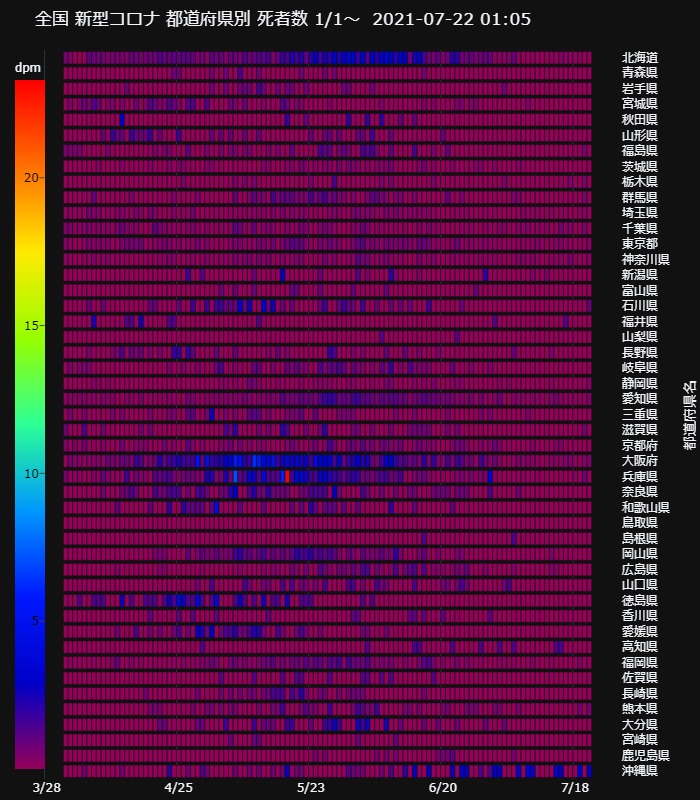 全国 新型コロナ 都道府県別 死者数 1/1～ 2021-07-22 01:05
dpm
20
15
10
5
北海道
青森県
岩手県
宮城県
秋田県
山形県
福島県
茨城県
栃木県
群馬県
埼玉県
千葉県
東京都
神奈川県
新潟県
富山県
石川県
福井県
山梨県
長野県
岐阜県
静岡県
愛知県
三重県
滋賀県
京都府
大阪府
兵庫県
奈良県
和歌山県
鳥取県
島根県
岡山県
広島県
山口県
徳島県
香川県
愛媛県
高知県
福岡県
佐賀県
長崎県
熊本県
大分県
宮崎県
鹿児島県
沖縄県
都道府県名
3/28 4/25 5/23 6/20 7/18